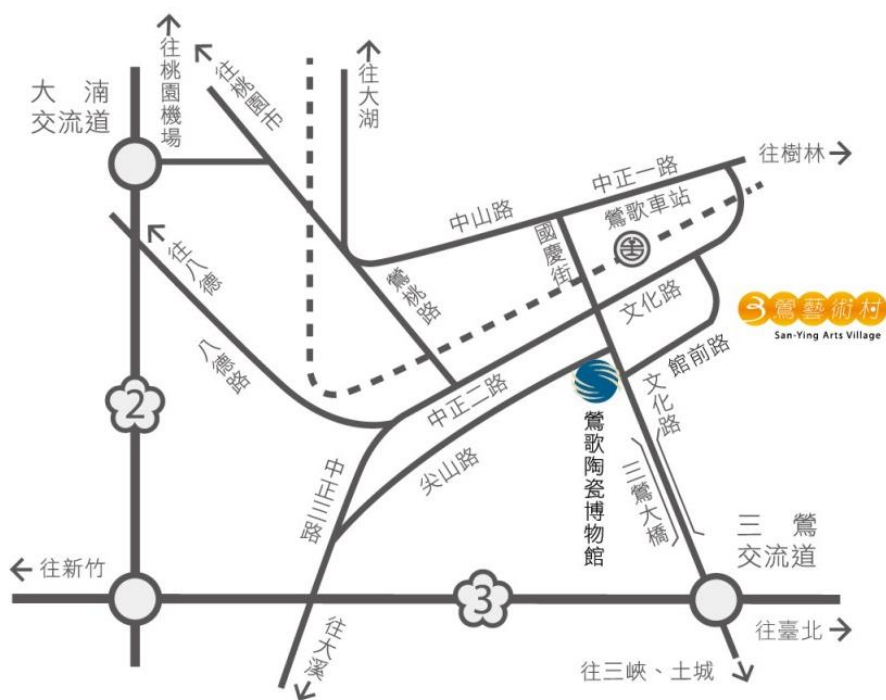 往桃園機場
往桃園市
往大湖
大湳
交流道
往樹林
中正一路
中山路
鶯歌車站
國慶街
往八德
鶯桃路
文化路
3鶯藝術村
San-Ying Arts Village
八德路
2
中正二路
館前路
文化路
尖山路
鶯歌陶瓷博物館
三鶯大橋
中正三路
三鶯
交流道
往新竹
3
往大溪
往臺北
往三峽、土城